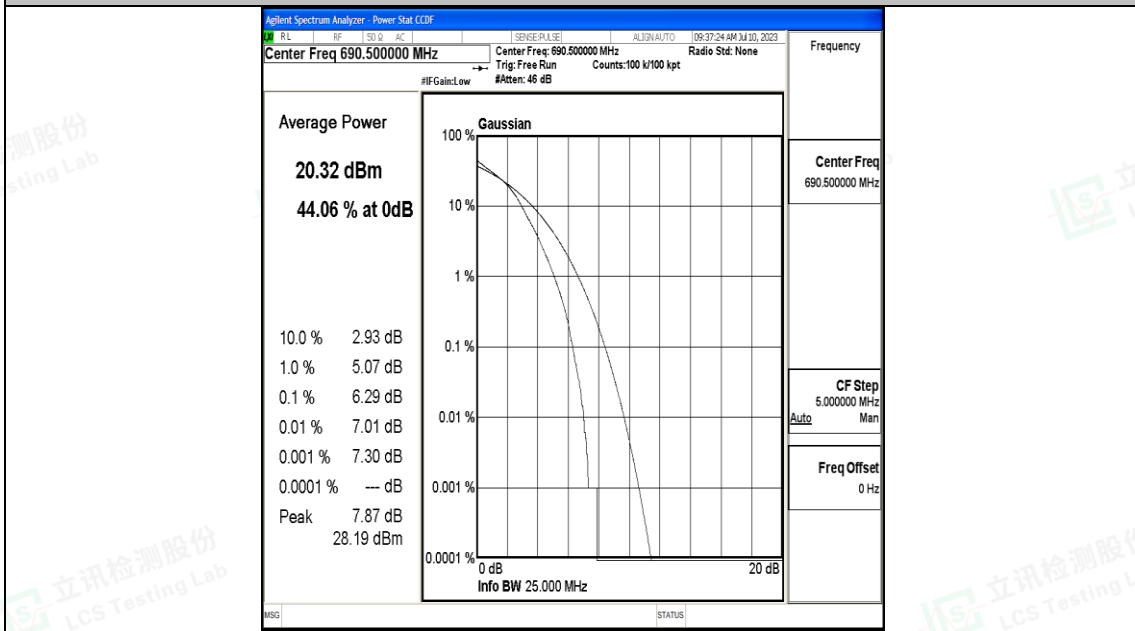 Agilent Spectrum Analyzer - Power Stat CCDF
RL RF 50 Ω AC SENSE:PULSE ALIGN AUTO 09:37:24 AM Jul 10, 2023
Center Freq 690.500000 MHz
Center Freq: 690.500000 MHz Radio Std: None
Trig: Free Run Counts:100 k/100 kpt
#IFGain:Low #Atten: 46 dB
Frequency
Average Power
20.32 dBm
44.06 % at 0dB
10.0 % 2.93 dB
1.0 % 5.07 dB
0.1 % 6.29 dB
0.01 % 7.01 dB
0.001 % 7.30 dB
0.0001 % --- dB
Peak 7.87 dB
28.19 dBm
Gaussian
100 %
10 %
1 %
0.1 %
0.01 %
0.001 %
0.0001 %
0 dB 20 dB
Info BW 25.000 MHz
Center Freq
690.500000 MHz
CF Step
5.000000 MHz
Auto Man
Freq Offset
0 Hz
MSG STATUS
立讯检测股份
LCS Testing Lab
立讯检测股份